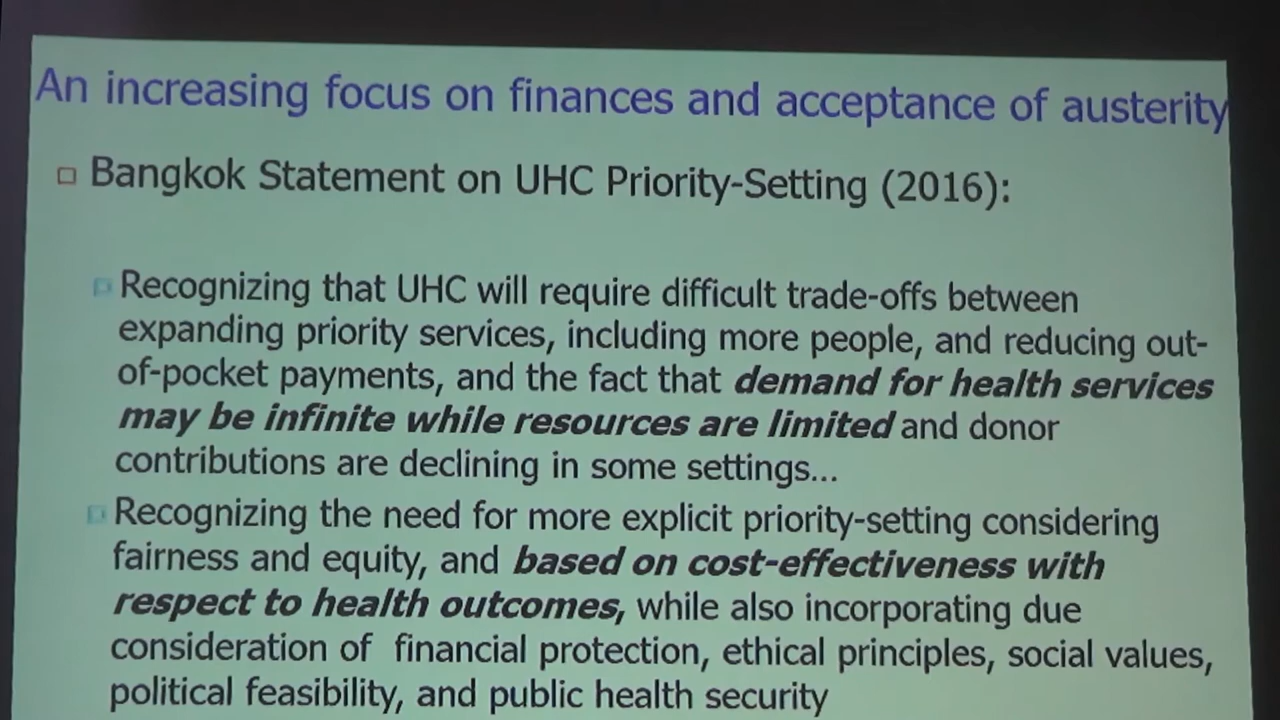 An increasing focus on finances and acceptance of austerity
Bangkok Statement on UHC Priority-Setting (2016):
Recognizing that UHC will require difficult trade-offs between
expanding priority services, including more people, and reducing out-
of-pocket payments, and the fact that demand for health services
may be infinite while resources are limited and donor
contributions are declining in some settings...
Recognizing the need for more explicit priority-setting considering
fairness and equity, and based on cost-effectiveness with
respect to health outcomes, while also incorporating due
consideration of financial protection, ethical principles, social values,
political feasibility, and public health security